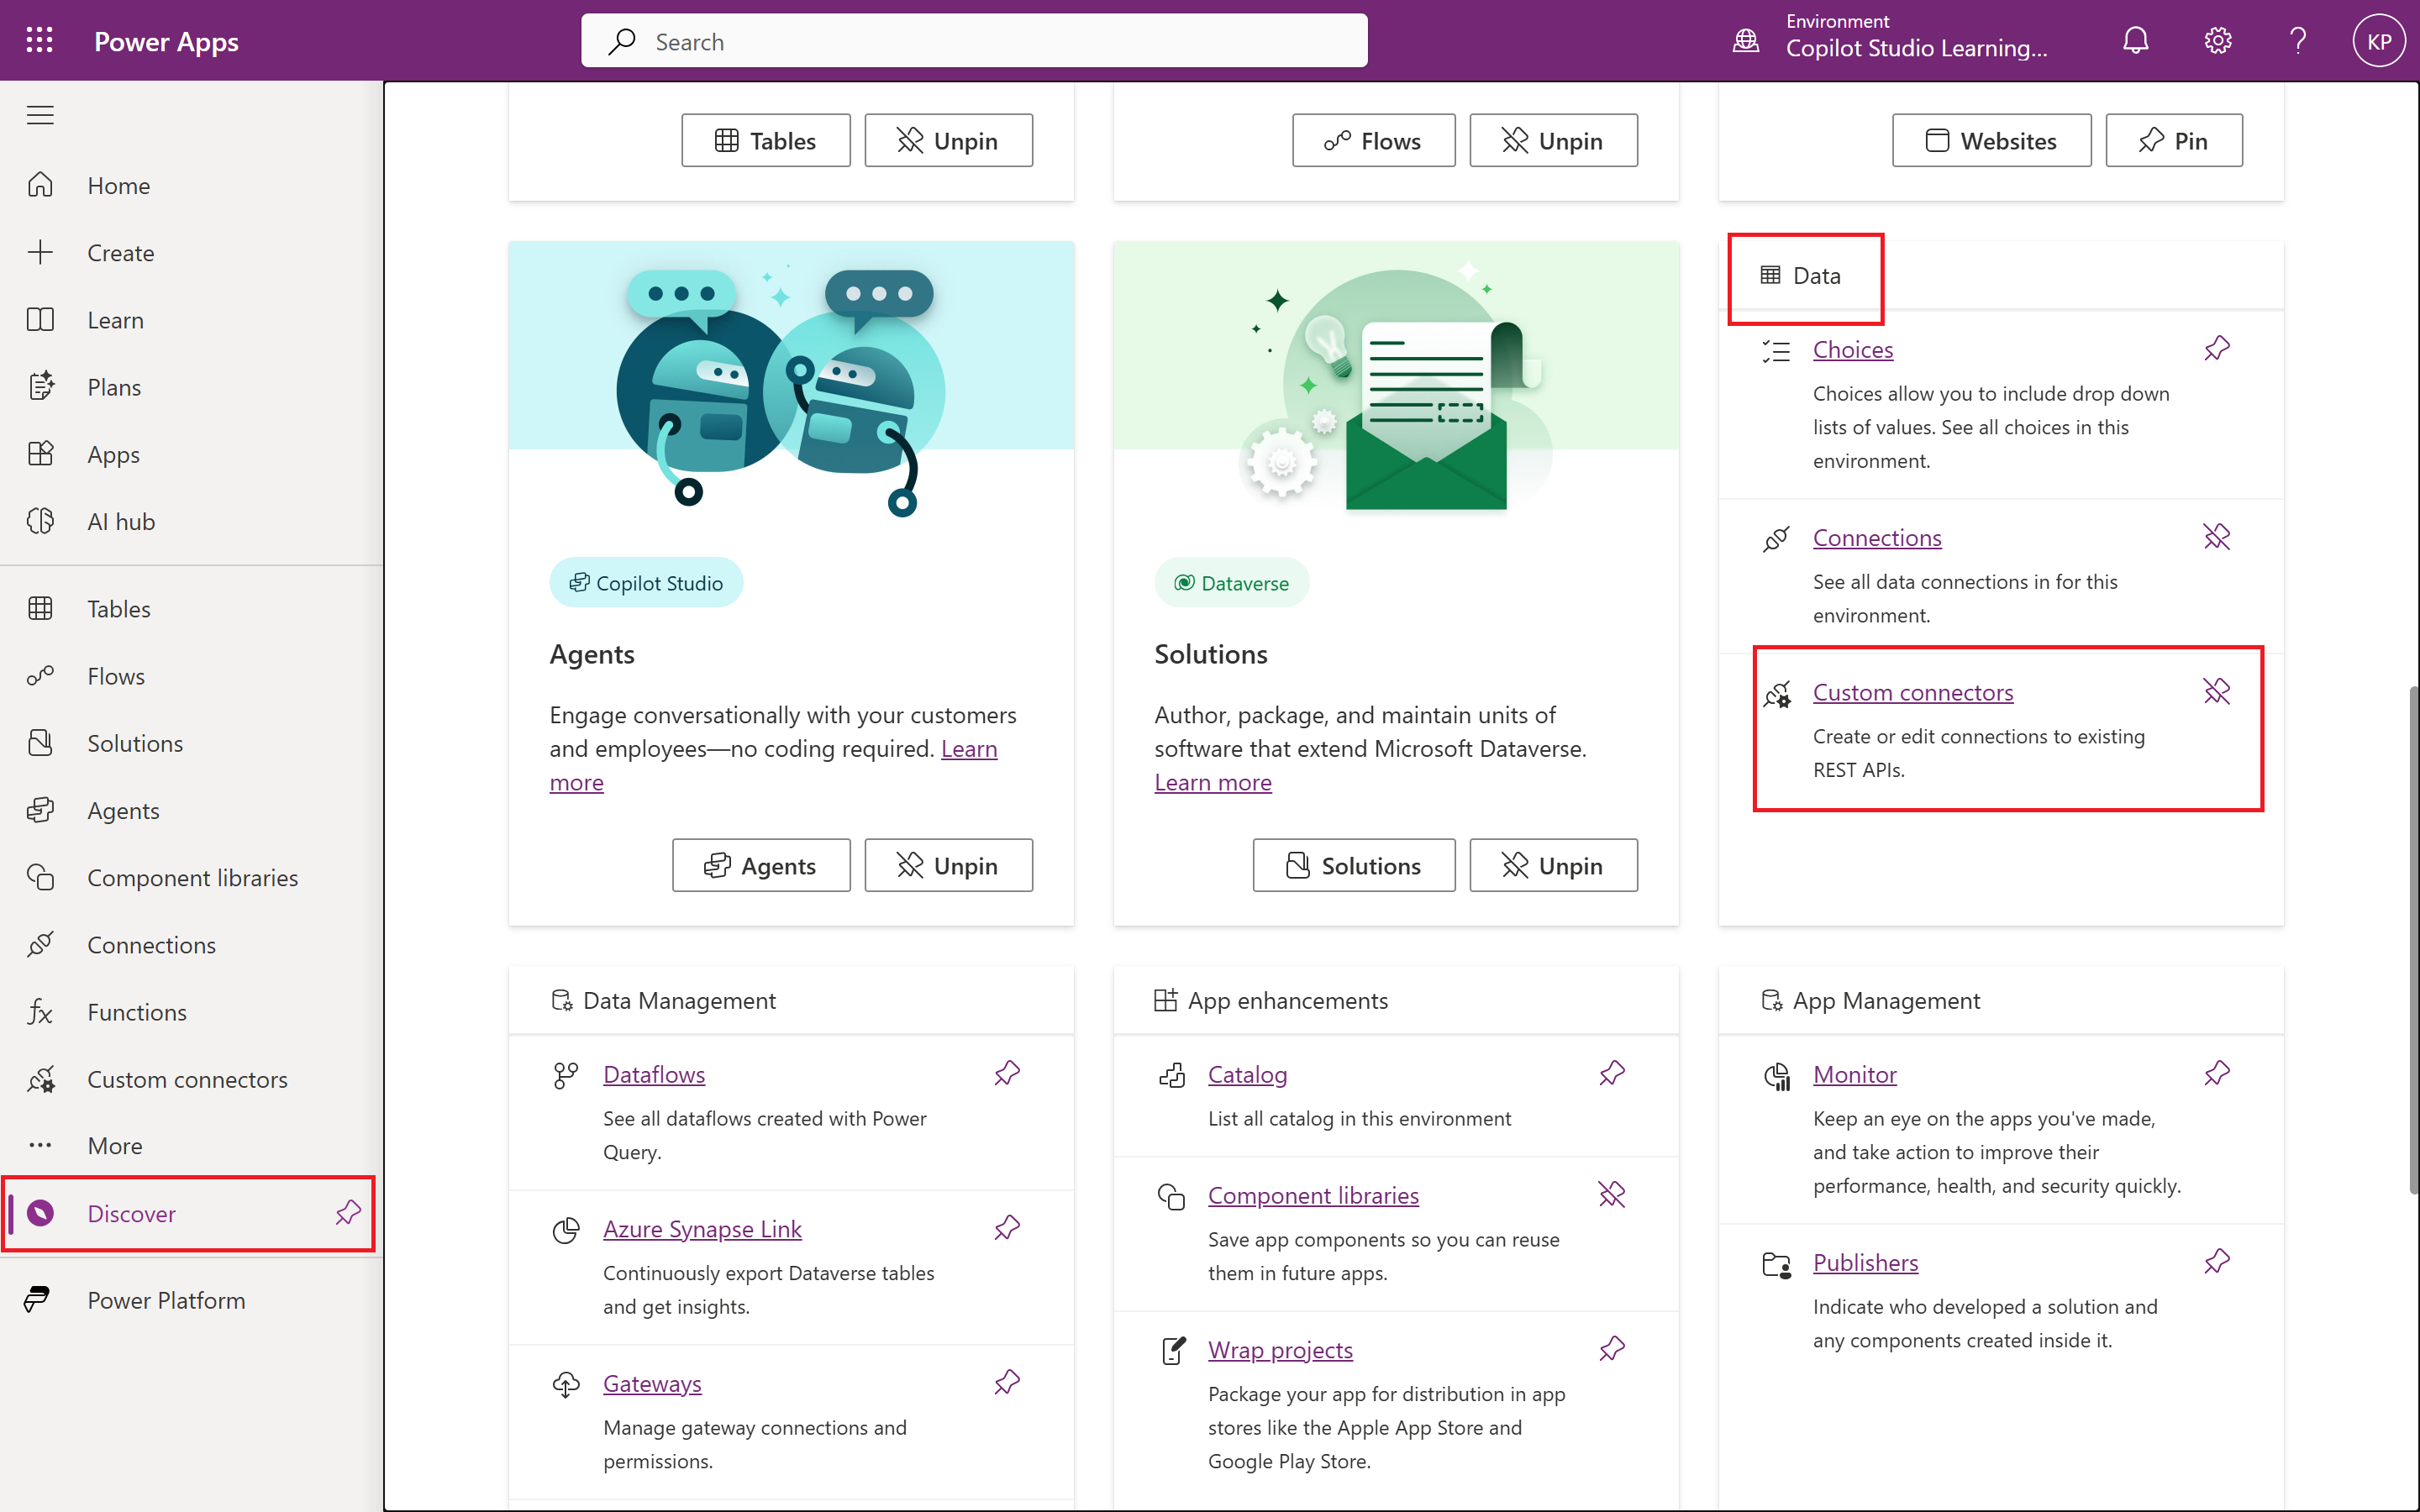 Power Apps
Search
Environment
Copilot Studio Learning...
KP
Home
Create
Learn
Plans
Apps
AI hub
Tables
Flows
Solutions
Agents
Component libraries
Connections
Functions
Custom connectors
More
Discover
Power Platform
Tables
Unpin
Flows
Unpin
Websites
Pin
Copilot Studio
Agents
Engage conversationally with your customers
and employees—no coding required. Learn
more
Agents
Unpin
Dataverse
Solutions
Author, package, and maintain units of
software that extend Microsoft Dataverse.
Learn more
Solutions
Unpin
Data
Choices
Choices allow you to include drop down
lists of values. See all choices in this
environment.
Connections
See all data connections in for this
environment.
Custom connectors
Create or edit connections to existing
REST APIs.
Data Management
Dataflows
See all dataflows created with Power
Query.
Azure Synapse Link
Continuously export Dataverse tables
and get insights.
Gateways
Manage gateway connections and
permissions.
App enhancements
Catalog
List all catalog in this environment
Component libraries
Save app components so you can reuse
them in future apps.
Wrap projects
Package your app for distribution in app
stores like the Apple App Store and
Google Play Store.
App Management
Monitor
Keep an eye on the apps you've made,
and take action to improve their
performance, health, and security quickly.
Publishers
Indicate who developed a solution and
any components created inside it.